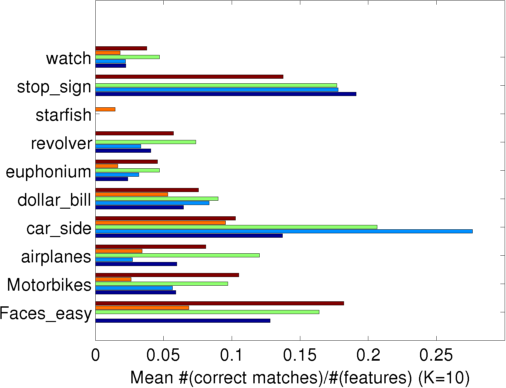 watch
stop_sign
starfish
revolver
euphonium
dollar_bill
car_side
airplanes
Motorbikes
Faces_easy
0 0.05 0.1 0.15 0.2 0.25
Mean #(correct matches)/#(features) (K=10)